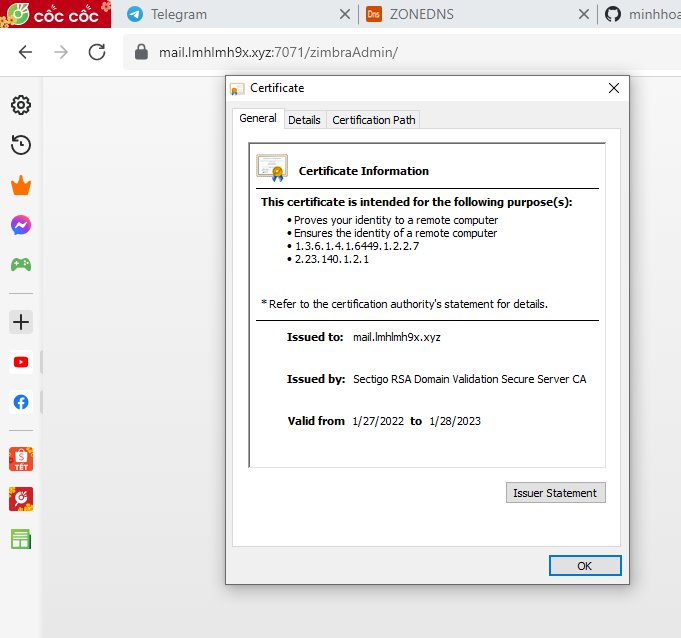 cốc cốc
Telegram
Dns
ZONEDNS
minhhoa
mail.lmhlmh9x.xyz:7071/zimbraAdmin/
Certificate
General Details Certification Path
Certificate Information
This certificate is intended for the following purpose(s):
• Proves your identity to a remote computer
• Ensures the identity of a remote computer
• 1.3.6.1.4.1.6449.1.2.2.7
• 2.23.140.1.2.1
* Refer to the certification authority's statement for details.
Issued to: mail.lmhlmh9x.xyz
Issued by: Sectigo RSA Domain Validation Secure Server CA
Valid from 1/27/2022 to 1/28/2023
Issuer Statement
OK
TẾT